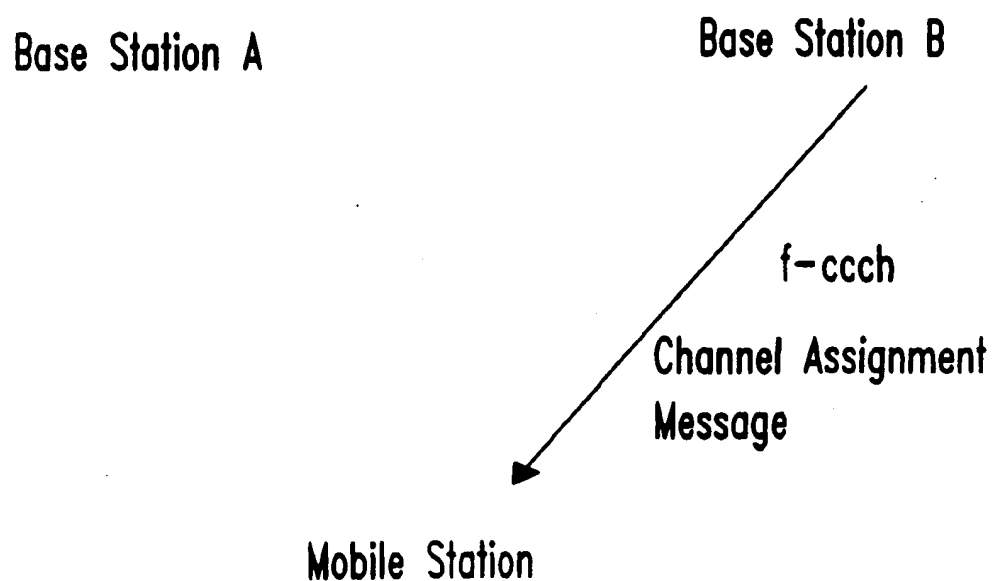 Base Station A
Base Station B
f-ccch
Channel Assignment
Message
Mobile Station